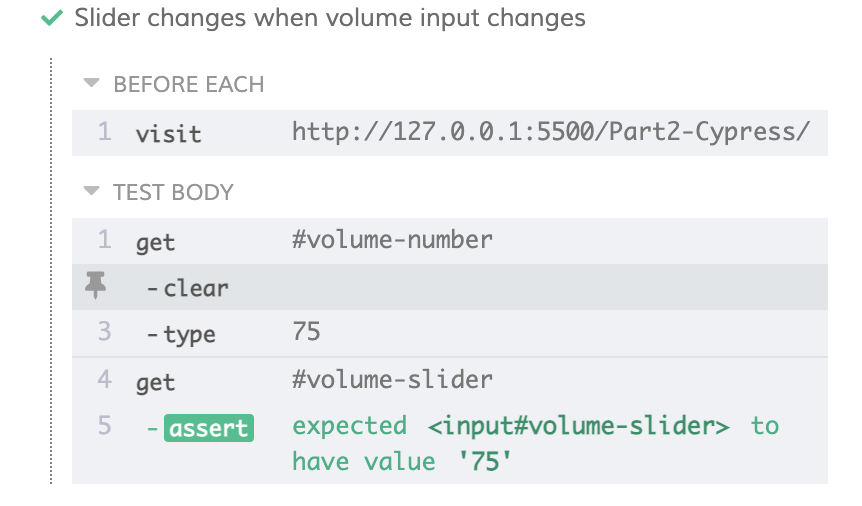 Slider changes when volume input changes
BEFORE EACH
1 visit http://127.0.0.1:5500/Part2-Cypress/
TEST BODY
1 get #volume-number
-clear
3 -type 75
4 get #volume-slider
5 -assert expected <input#volume-slider> to
have value '75'